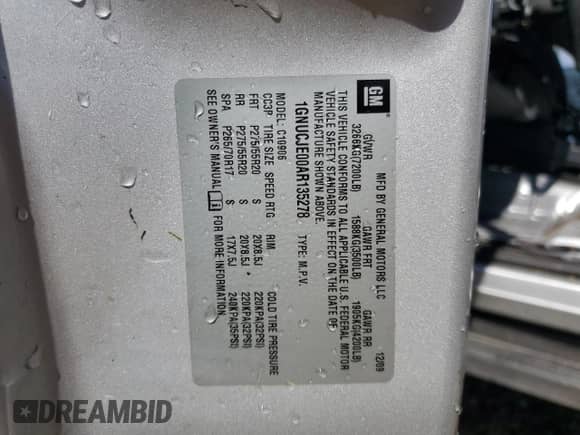 GM
MFD BY GENERAL MOTORS LLC 12/09
GVWR GAWR FRT GAWR RR
3266KG(7200LB) 1588KG(3500LB) 1905KG(4200LB)
THIS VEHICLE CONFORMS TO ALL APPLICABLE U.S. FEDERAL MOTOR
VEHICLE SAFETY STANDARDS IN EFFECT ON THE DATE OF
MANUFACTURE SHOWN ABOVE.
1GNUCJE00AR135278 TYPE: M.P.V.
MODEL: C10906
CC3P TIRE SIZE SPEED RTG RIM COLD TIRE PRESSURE
FRT P275/55R20 S 20X8.5J 220KPA(32PSI)
RR P275/55R20 S 20X8.5J 220KPA(32PSI)
SPA P265/70R17 S 17X7.5J 240KPA(35PSI)
SEE OWNER'S MANUAL FOR MORE INFORMATION
DREAMBID